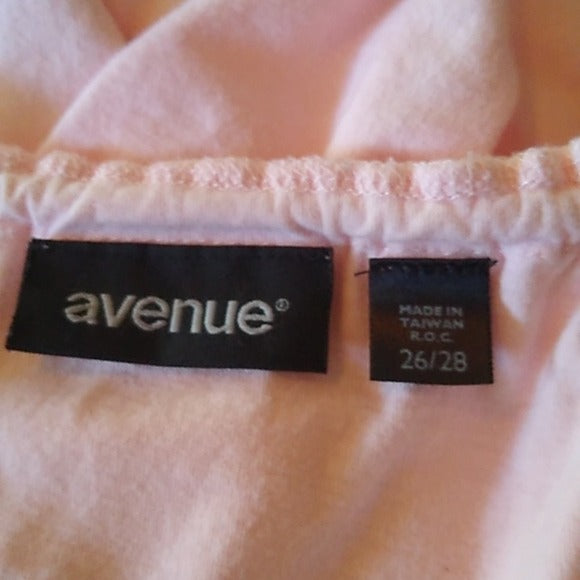 avenue®
MADE IN
TAIWAN
R.O.C.
26/28